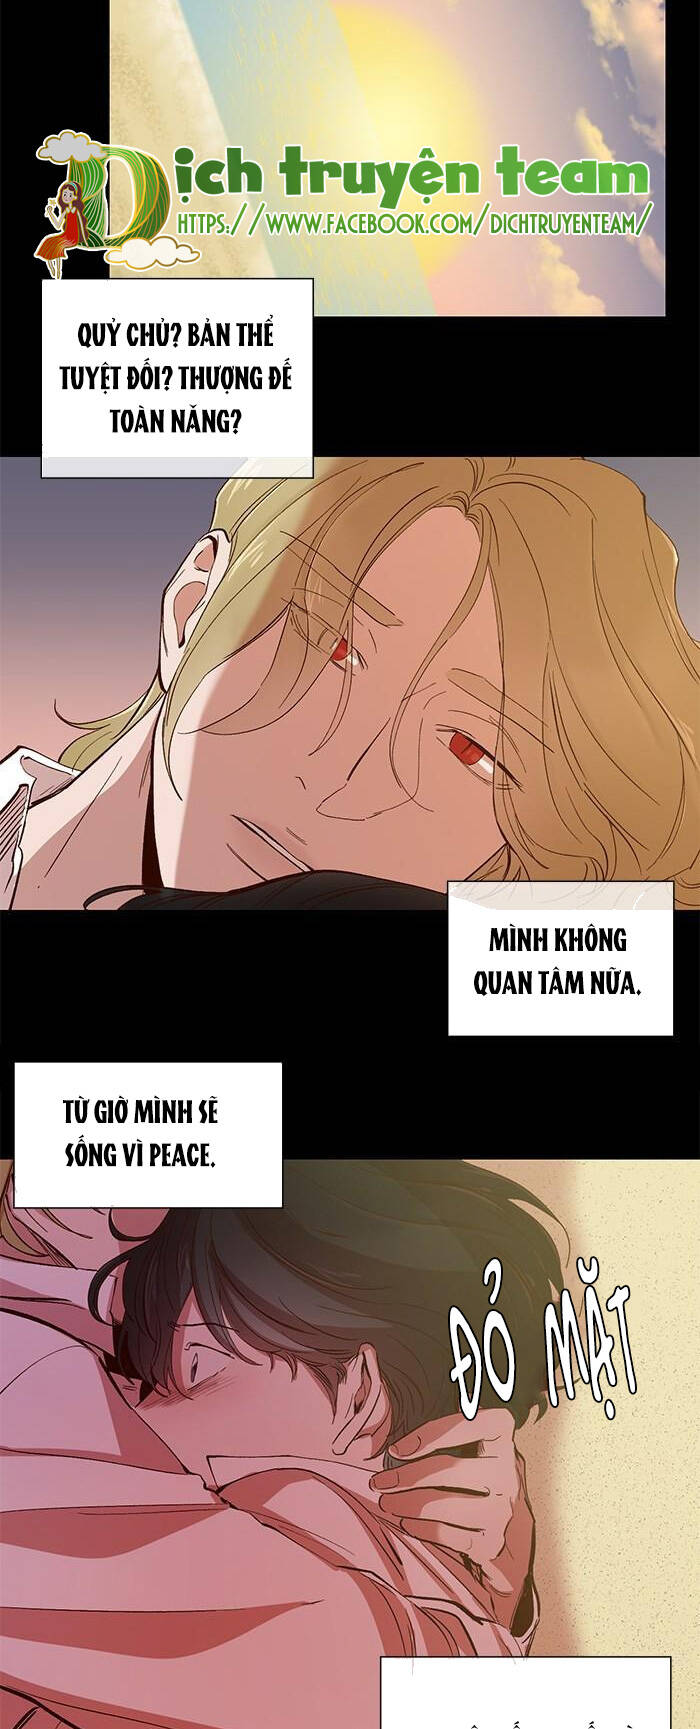 Dịch truyện team
HTTPS://WWW.FACEBOOK.COM/DICHTRUYENTEAM/
QUỶ CHỦ? BẢN THỂ
TUYỆT ĐỐI? THƯỢNG ĐẾ
TOÀN NĂNG?
MÌNH KHÔNG
QUAN TÂM NỮA.
TỪ GIỜ MÌNH SẼ
SỐNG VÌ PEACE.
ĐỎ MẶT